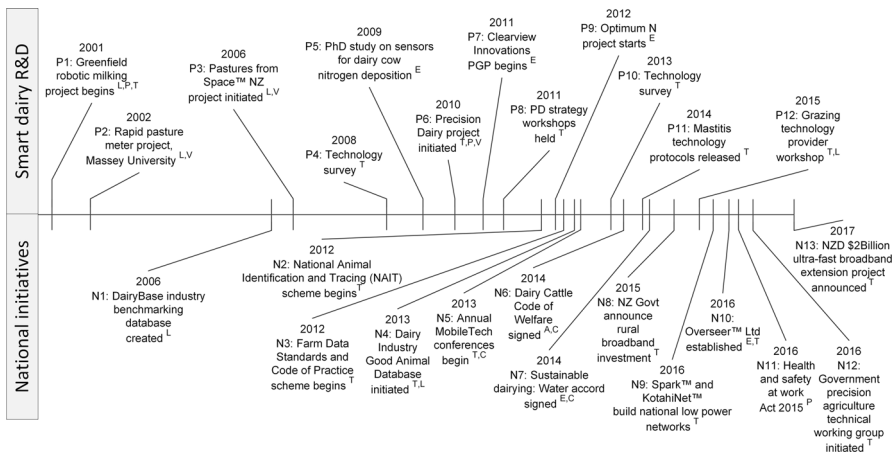 Smart dairy R&D
2001
P1: Greenfield
robotic milking
project begins L,P,T
2002
P2: Rapid pasture
meter project,
Massey University L,V
2006
P3: Pastures from
Space™ NZ
project initiated L,V
2008
P4: Technology
survey T
2009
P5: PhD study on sensors
for dairy cow
nitrogen deposition E
2010
P6: Precision
Dairy project
initiated T,P,V
2011
P7: Clearview
Innovations
PGP begins E
2011
P8: PD strategy
workshops
held T
2012
P9: Optimum N
project starts E
2013
P10: Technology
survey T
2014
P11: Mastitis
technology
protocols released T
2015
P12: Grazing
technology
provider
workshop T,L
National initiatives
2006
N1: DairyBase industry
benchmarking
database
created L
2012
N2: National Animal
Identification and Tracing (NAIT)
scheme begins T
2012
N3: Farm Data
Standards and
Code of Practice
scheme begins T
2013
N4: Dairy
Industry
Good Animal
Database
initiated T,L
2013
N5: Annual
MobileTech
conferences
begin T,C
2014
N6: Dairy Cattle
Code of
Welfare
signed A,C
2014
N7: Sustainable
dairying: Water accord
signed E,C
2015
N8: NZ Govt
announce
rural
broadband
investment T
2016
N9: Spark™ and
KotahiNet™
build national low power
networks T
2016
N10:
Overseer™ Ltd
established E,T
2016
N11: Health
and safety
at work
Act 2015 P
2016
N12:
Government
precision
agriculture
technical
working group
initiated T
2017
N13: NZD $2Billion
ultra-fast broadband
extension project
announced T